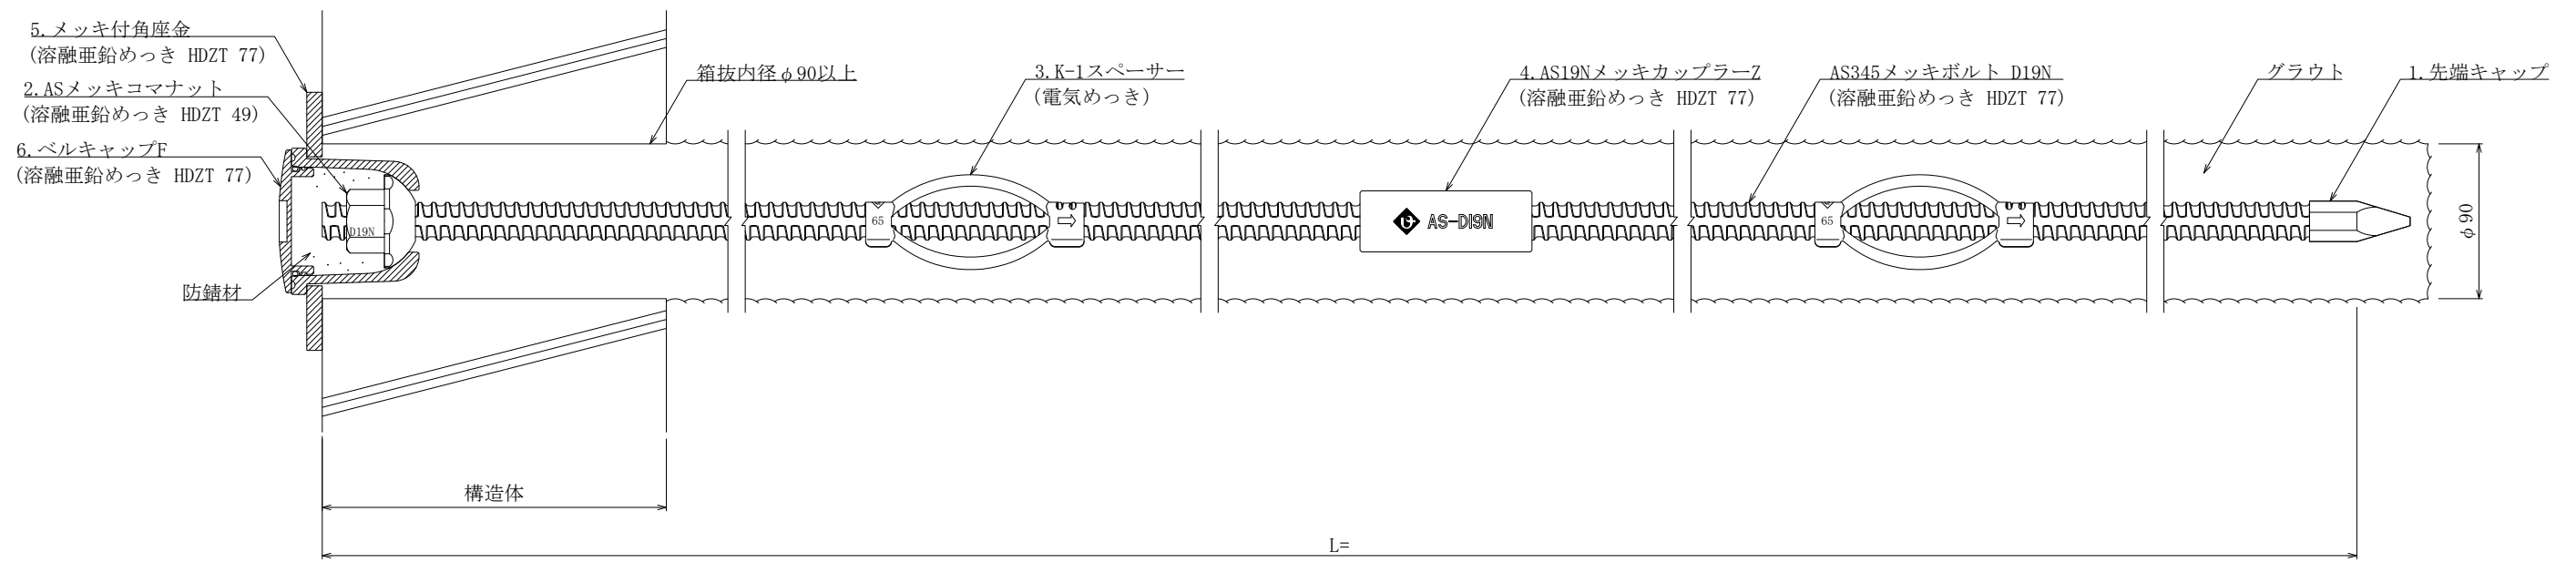 5.メッキ付角座金
(溶融亜鉛めっき HDZT 77)
2.ASメッキコマナット
(溶融亜鉛めっき HDZT 49)
6.ベルキャップF
(溶融亜鉛めっき HDZT 77)
防錆材
D19N
箱抜内径φ90以上
3.K-1スペーサー
(電気めっき)
65
4.AS19NメッキカップラーZ
(溶融亜鉛めっき HDZT 77)
AS-D19N
AS345メッキボルト D19N
(溶融亜鉛めっき HDZT 77)
65
グラウト
1.先端キャップ
φ90
構造体
L=